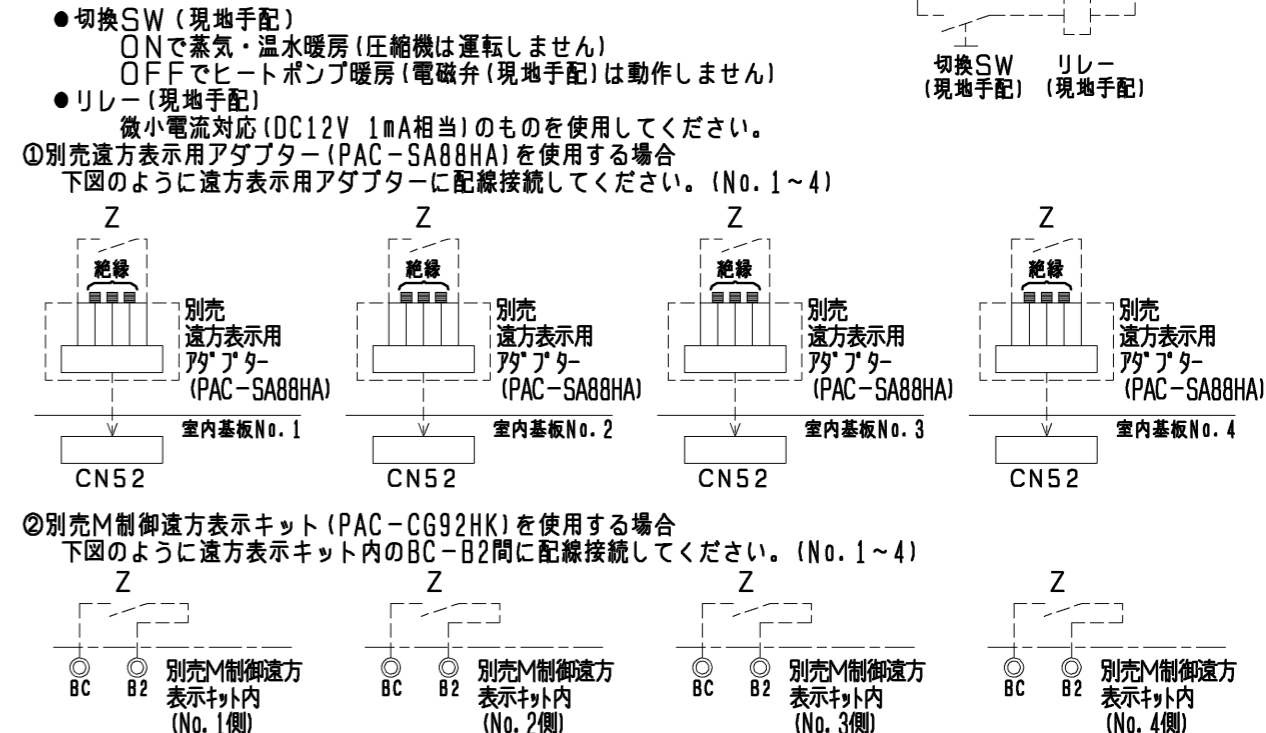 ●切換SW(現地手配)
ONで蒸気・温水暖房(圧縮機は運転しません)
OFFでヒートポンプ暖房(電磁弁(現地手配)は動作しません)
切換SW リレー
(現地手配) (現地手配)
●リレー(現地手配)
微小電流対応(DC12V 1mA相当)のものを使用してください。
①別売遠方表示用アダプター(PAC-SA88HA)を使用する場合
下図のように遠方表示用アダプターに配線接続してください。(No.1~4)
Z Z Z Z
絶縁 絶縁 絶縁 絶縁
別売 別売 別売 別売
遠方表示用 遠方表示用 遠方表示用 遠方表示用
アダプター アダプター アダプター アダプター
(PAC-SA88HA) (PAC-SA88HA) (PAC-SA88HA) (PAC-SA88HA)
室内基板No.1 室内基板No.2 室内基板No.3 室内基板No.4
CN52 CN52 CN52 CN52
②別売M制御遠方表示キット(PAC-CG92HK)を使用する場合
下図のように遠方表示キット内のBC-B2間に配線接続してください。(No.1~4)
Z Z Z Z
BC B2 別売M制御遠方 BC B2 別売M制御遠方 BC B2 別売M制御遠方 BC B2 別売M制御遠方
表示キット内 表示キット内 表示キット内 表示キット内
(No.1側) (No.2側) (No.3側) (No.4側)